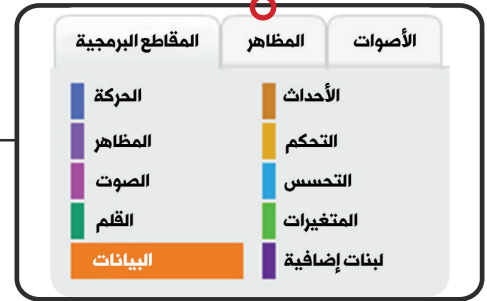 الأصوات المظاهر المقاطع البرمجية
الأحداث الحركة
التحكم المظاهر
التحسس الصوت
المتغيرات القلم
لبنات إضافية البيانات